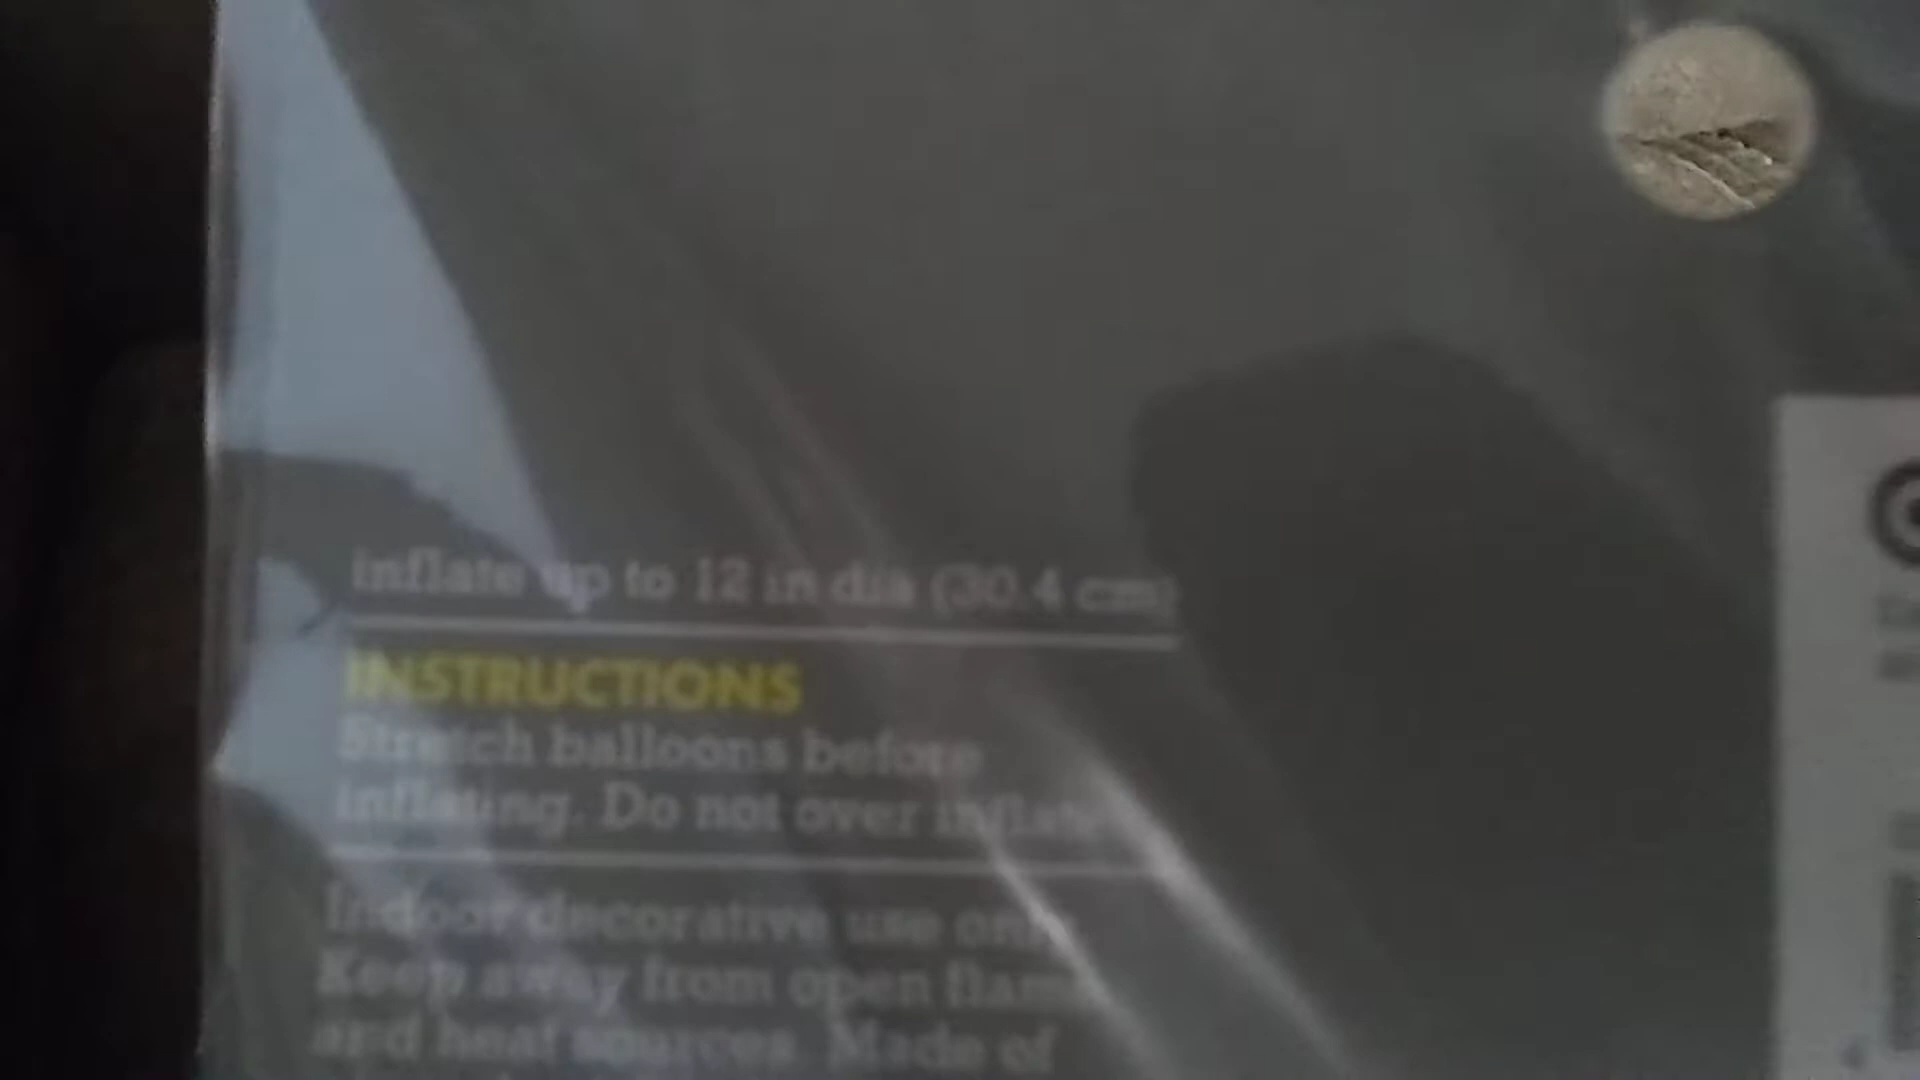 inflate up to 12 in dia (30.4 cm)
INSTRUCTIONS
Stretch balloons before
inflating. Do not over inflate
Indoor decorative use only
Keep away from open flame
and heat sources. Made of